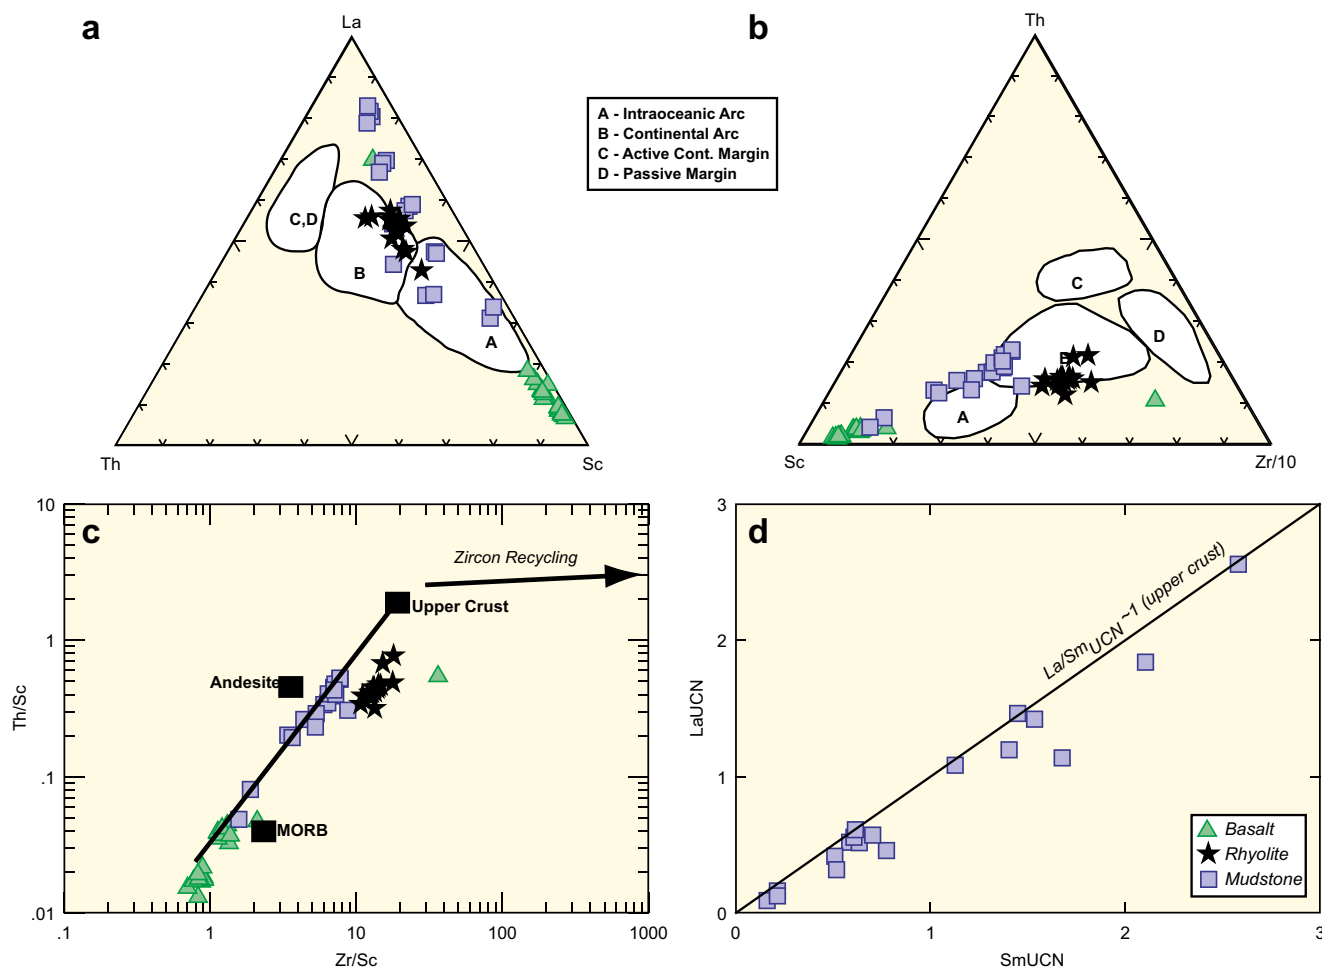 a
La
C,D
B
A
Th
Sc
A - Intraoceanic Arc
B - Continental Arc
C - Active Cont. Margin
D - Passive Margin
b
Th
C
D
B
A
Sc
Zr/10
c
10
1
.1
.01
.1
1
10
100
1000
Th/Sc
Zr/Sc
Zircon Recycling
Upper Crust
Andesite
MORB
d
3
2
1
0
0
1
2
3
LaUCN
SmUCN
La/SmUCN~1 (upper crust)
Basalt
Rhyolite
Mudstone